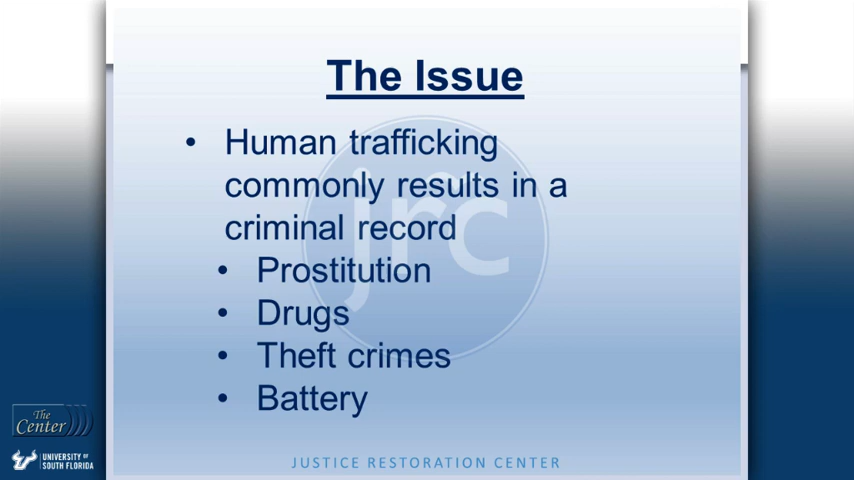 The Issue
• Human trafficking
commonly results in a
criminal record
• Prostitution
• Drugs
• Theft crimes
• Battery
jrc
JUSTICE RESTORATION CENTER
The
Center
UNIVERSITY OF
SOUTH FLORIDA